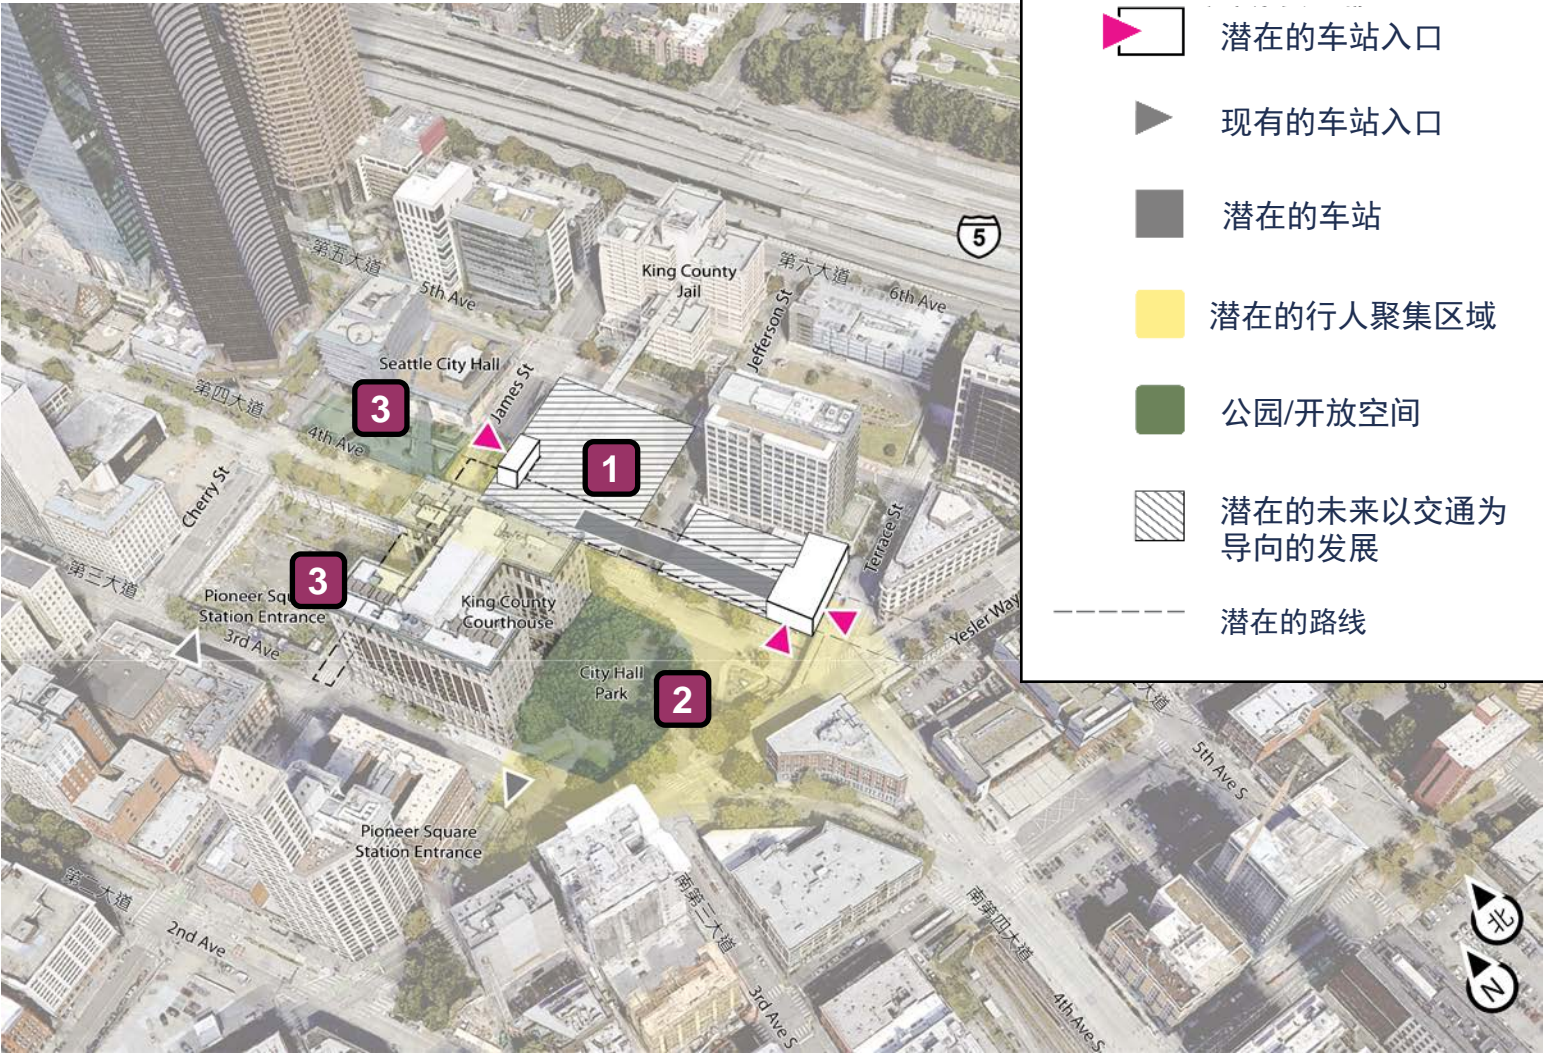 潜在的车站入口
现有的车站入口
潜在的车站
潜在的行人聚集区域
公园/开放空间
潜在的未来以交通为
导向的发展
潜在的路线
5
King County
Jail
第六大道
6th Ave
第五大道
5th Ave
Jefferson St
Seattle City Hall
James St
第四大道
4th Ave
3
1
Cherry St
Terrace St
第三大道
3
Pioneer Squ
Station Entrance
3rd Ave
King County
Courthouse
Yesler Way
City Hall
Park
2
大道
5th Ave S
Pioneer Square
Station Entrance
第二大道
2nd Ave
南第三大道
3rd Ave S
南第四大道
4th Ave S
北
N